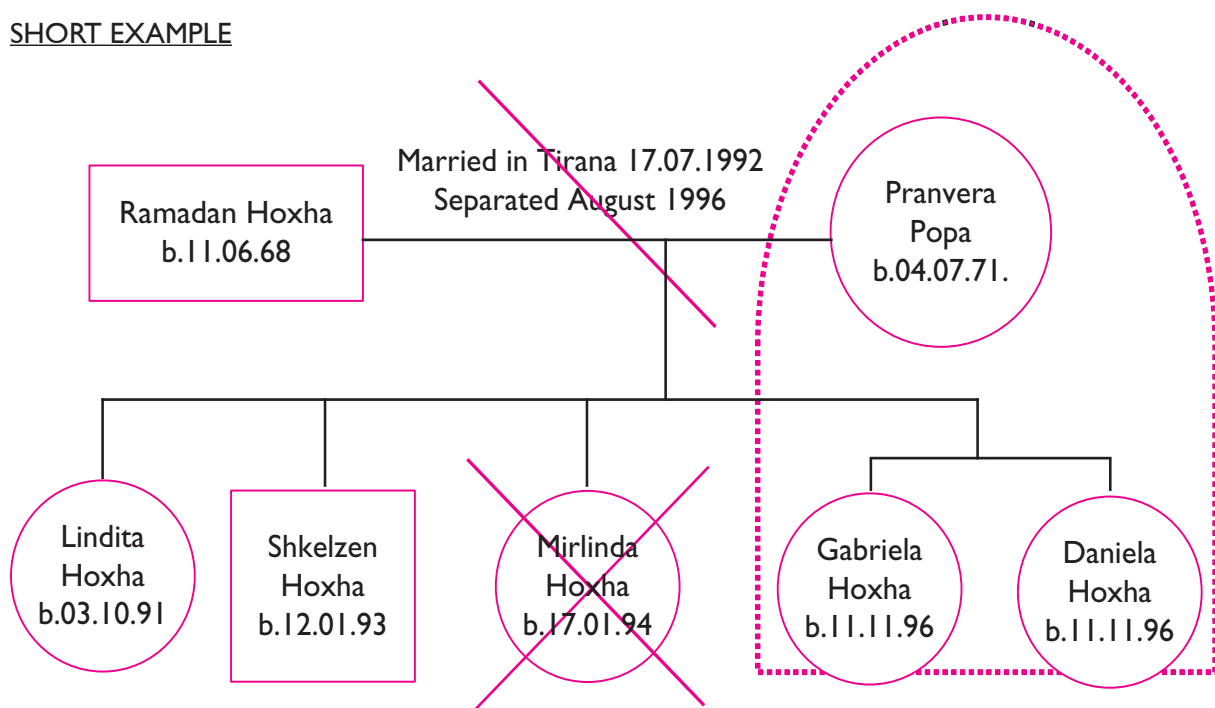 SHORT EXAMPLE
Married in Tirana 17.07.1992
Separated August 1996
Ramadan Hoxha
b.11.06.68
Pranvera
Popa
b.04.07.71.
Lindita
Hoxha
b.03.10.91
Shkelzen
Hoxha
b.12.01.93
Mirlinda
Hoxha
b.17.01.94
Gabriela
Hoxha
b.11.11.96
Daniela
Hoxha
b.11.11.96